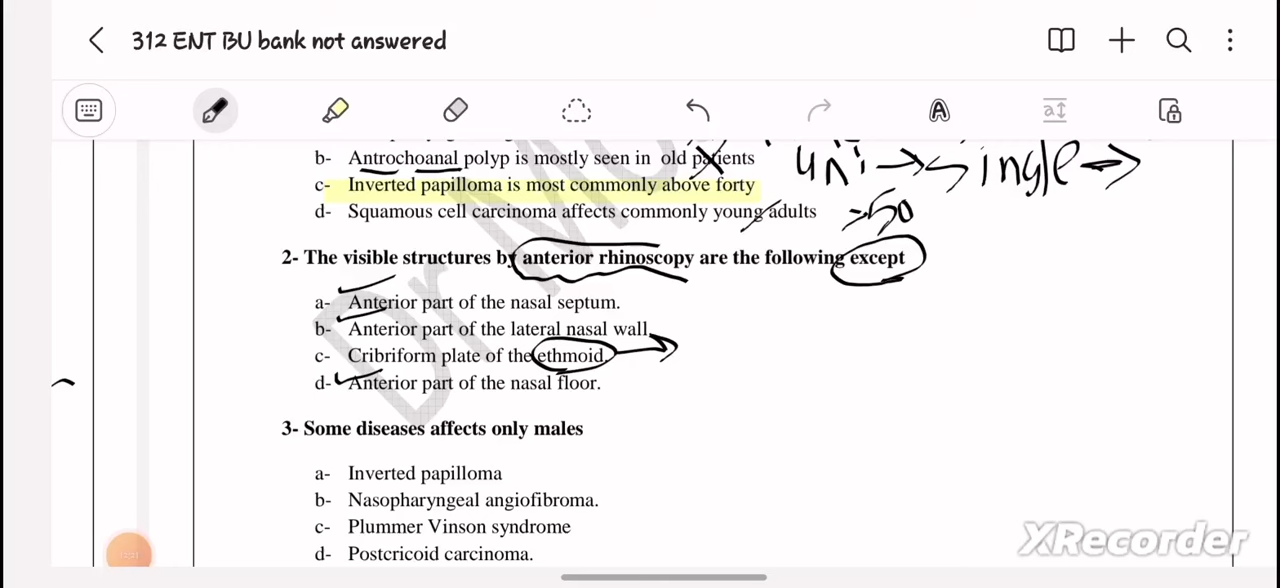 312 ENT BU bank not answered
b- Antrochoanal polyp is mostly seen in old patients
uni → single →
c- Inverted papilloma is most commonly above forty
d- Squamous cell carcinoma affects commonly young adults
>50
2- The visible structures by anterior rhinoscopy are the following except
a- Anterior part of the nasal septum.
b- Anterior part of the lateral nasal wall
c- Cribriform plate of the ethmoid.
d- Anterior part of the nasal floor.
3- Some diseases affects only males
a- Inverted papilloma
b- Nasopharyngeal angiofibroma.
c- Plummer Vinson syndrome
d- Postcricoid carcinoma.
XRecorder